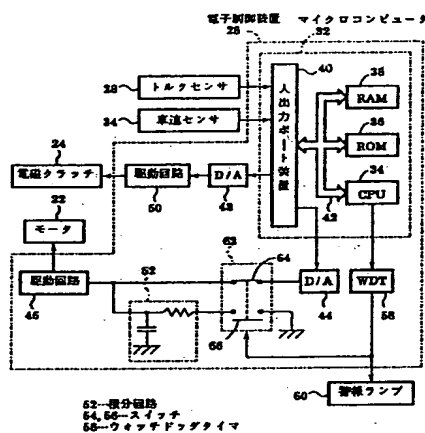 電子制御装置
マイクロコンピュータ
28
32
40
入出力ポート装置
38
RAM
36
ROM
34
CPU
42
トルクセンサ
車速センサ
24
電磁クラッチ
駆動回路
50
D/A
48
22
モータ
駆動回路
46
52
62
54
56
D/A
44
WDT
58
警報ランプ
60
52…積分回路
54,56…スイッチ
58…ウォッチドッグタイマ